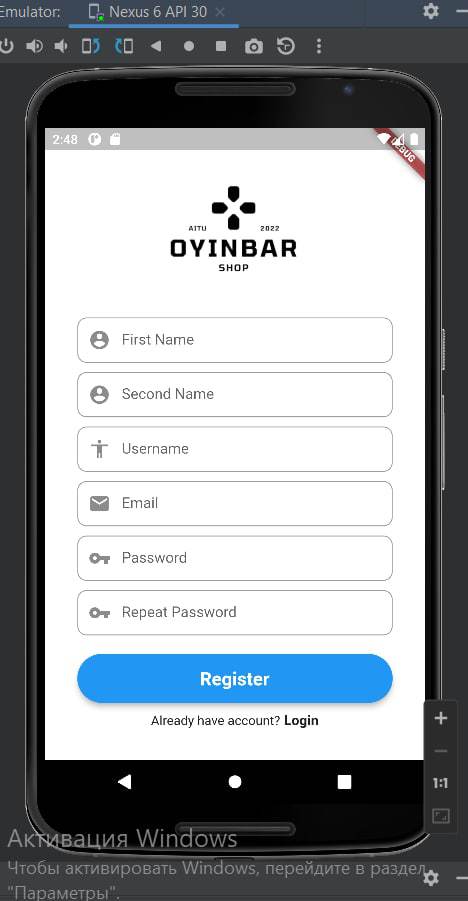 Emulator:
Nexus 6 API 30
2:48
DEBUG
AITU
2022
OYINBAR
SHOP
First Name
Second Name
Username
Email
Password
Repeat Password
Register
Already have account? Login
1:1
Активация Windows
Чтобы активировать Windows, перейдите в раздел
"Параметры".